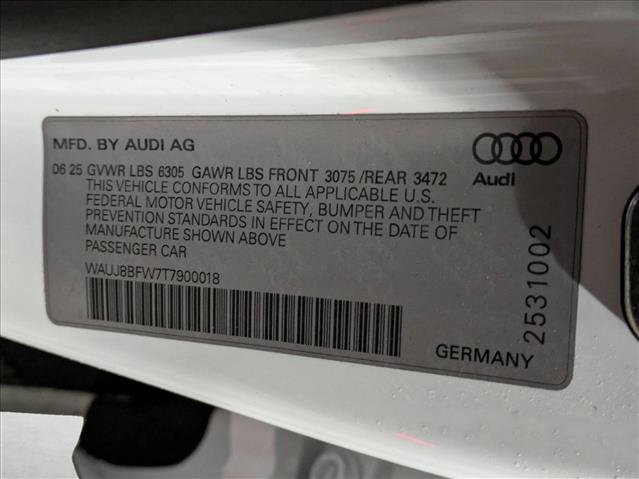 MFD. BY AUDI AG
06 25 GVWR LBS 6305 GAWR LBS FRONT 3075 /REAR 3472
THIS VEHICLE CONFORMS TO ALL APPLICABLE U.S.
FEDERAL MOTOR VEHICLE SAFETY, BUMPER AND THEFT
PREVENTION STANDARDS IN EFFECT ON THE DATE OF
MANUFACTURE SHOWN ABOVE
PASSENGER CAR
WAUJ8BFW7T7900018
Audi
2531002
GERMANY